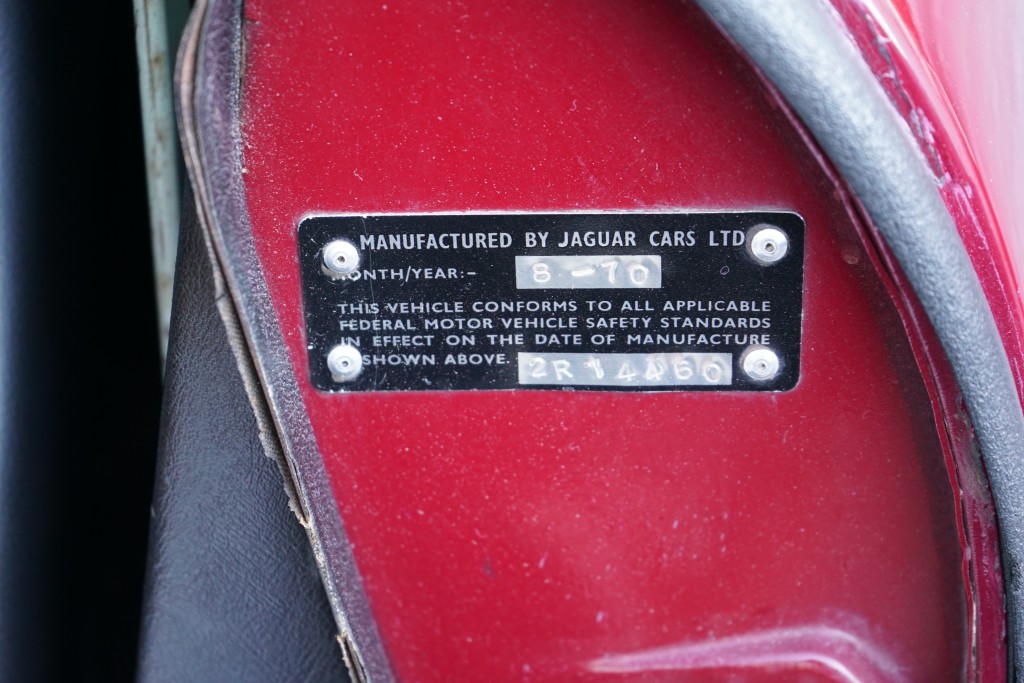 MANUFACTURED BY JAGUAR CARS LTD
MONTH/YEAR:- 8-70
THIS VEHICLE CONFORMS TO ALL APPLICABLE
FEDERAL MOTOR VEHICLE SAFETY STANDARDS
IN EFFECT ON THE DATE OF MANUFACTURE
SHOWN ABOVE. 2R14460